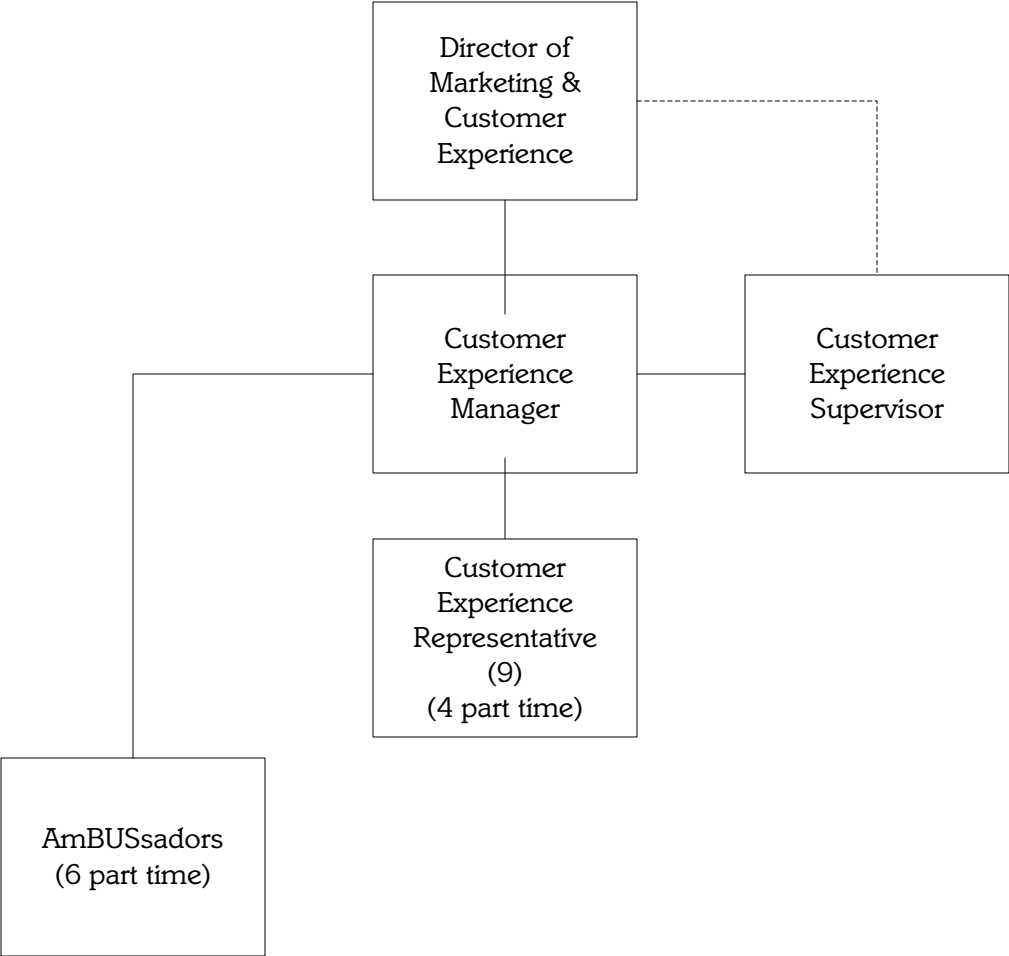 Director of
Marketing &
Customer
Experience
Customer
Experience
Manager
Customer
Experience
Supervisor
Customer
Experience
Representative
(9)
(4 part time)
AmBUSsadors
(6 part time)